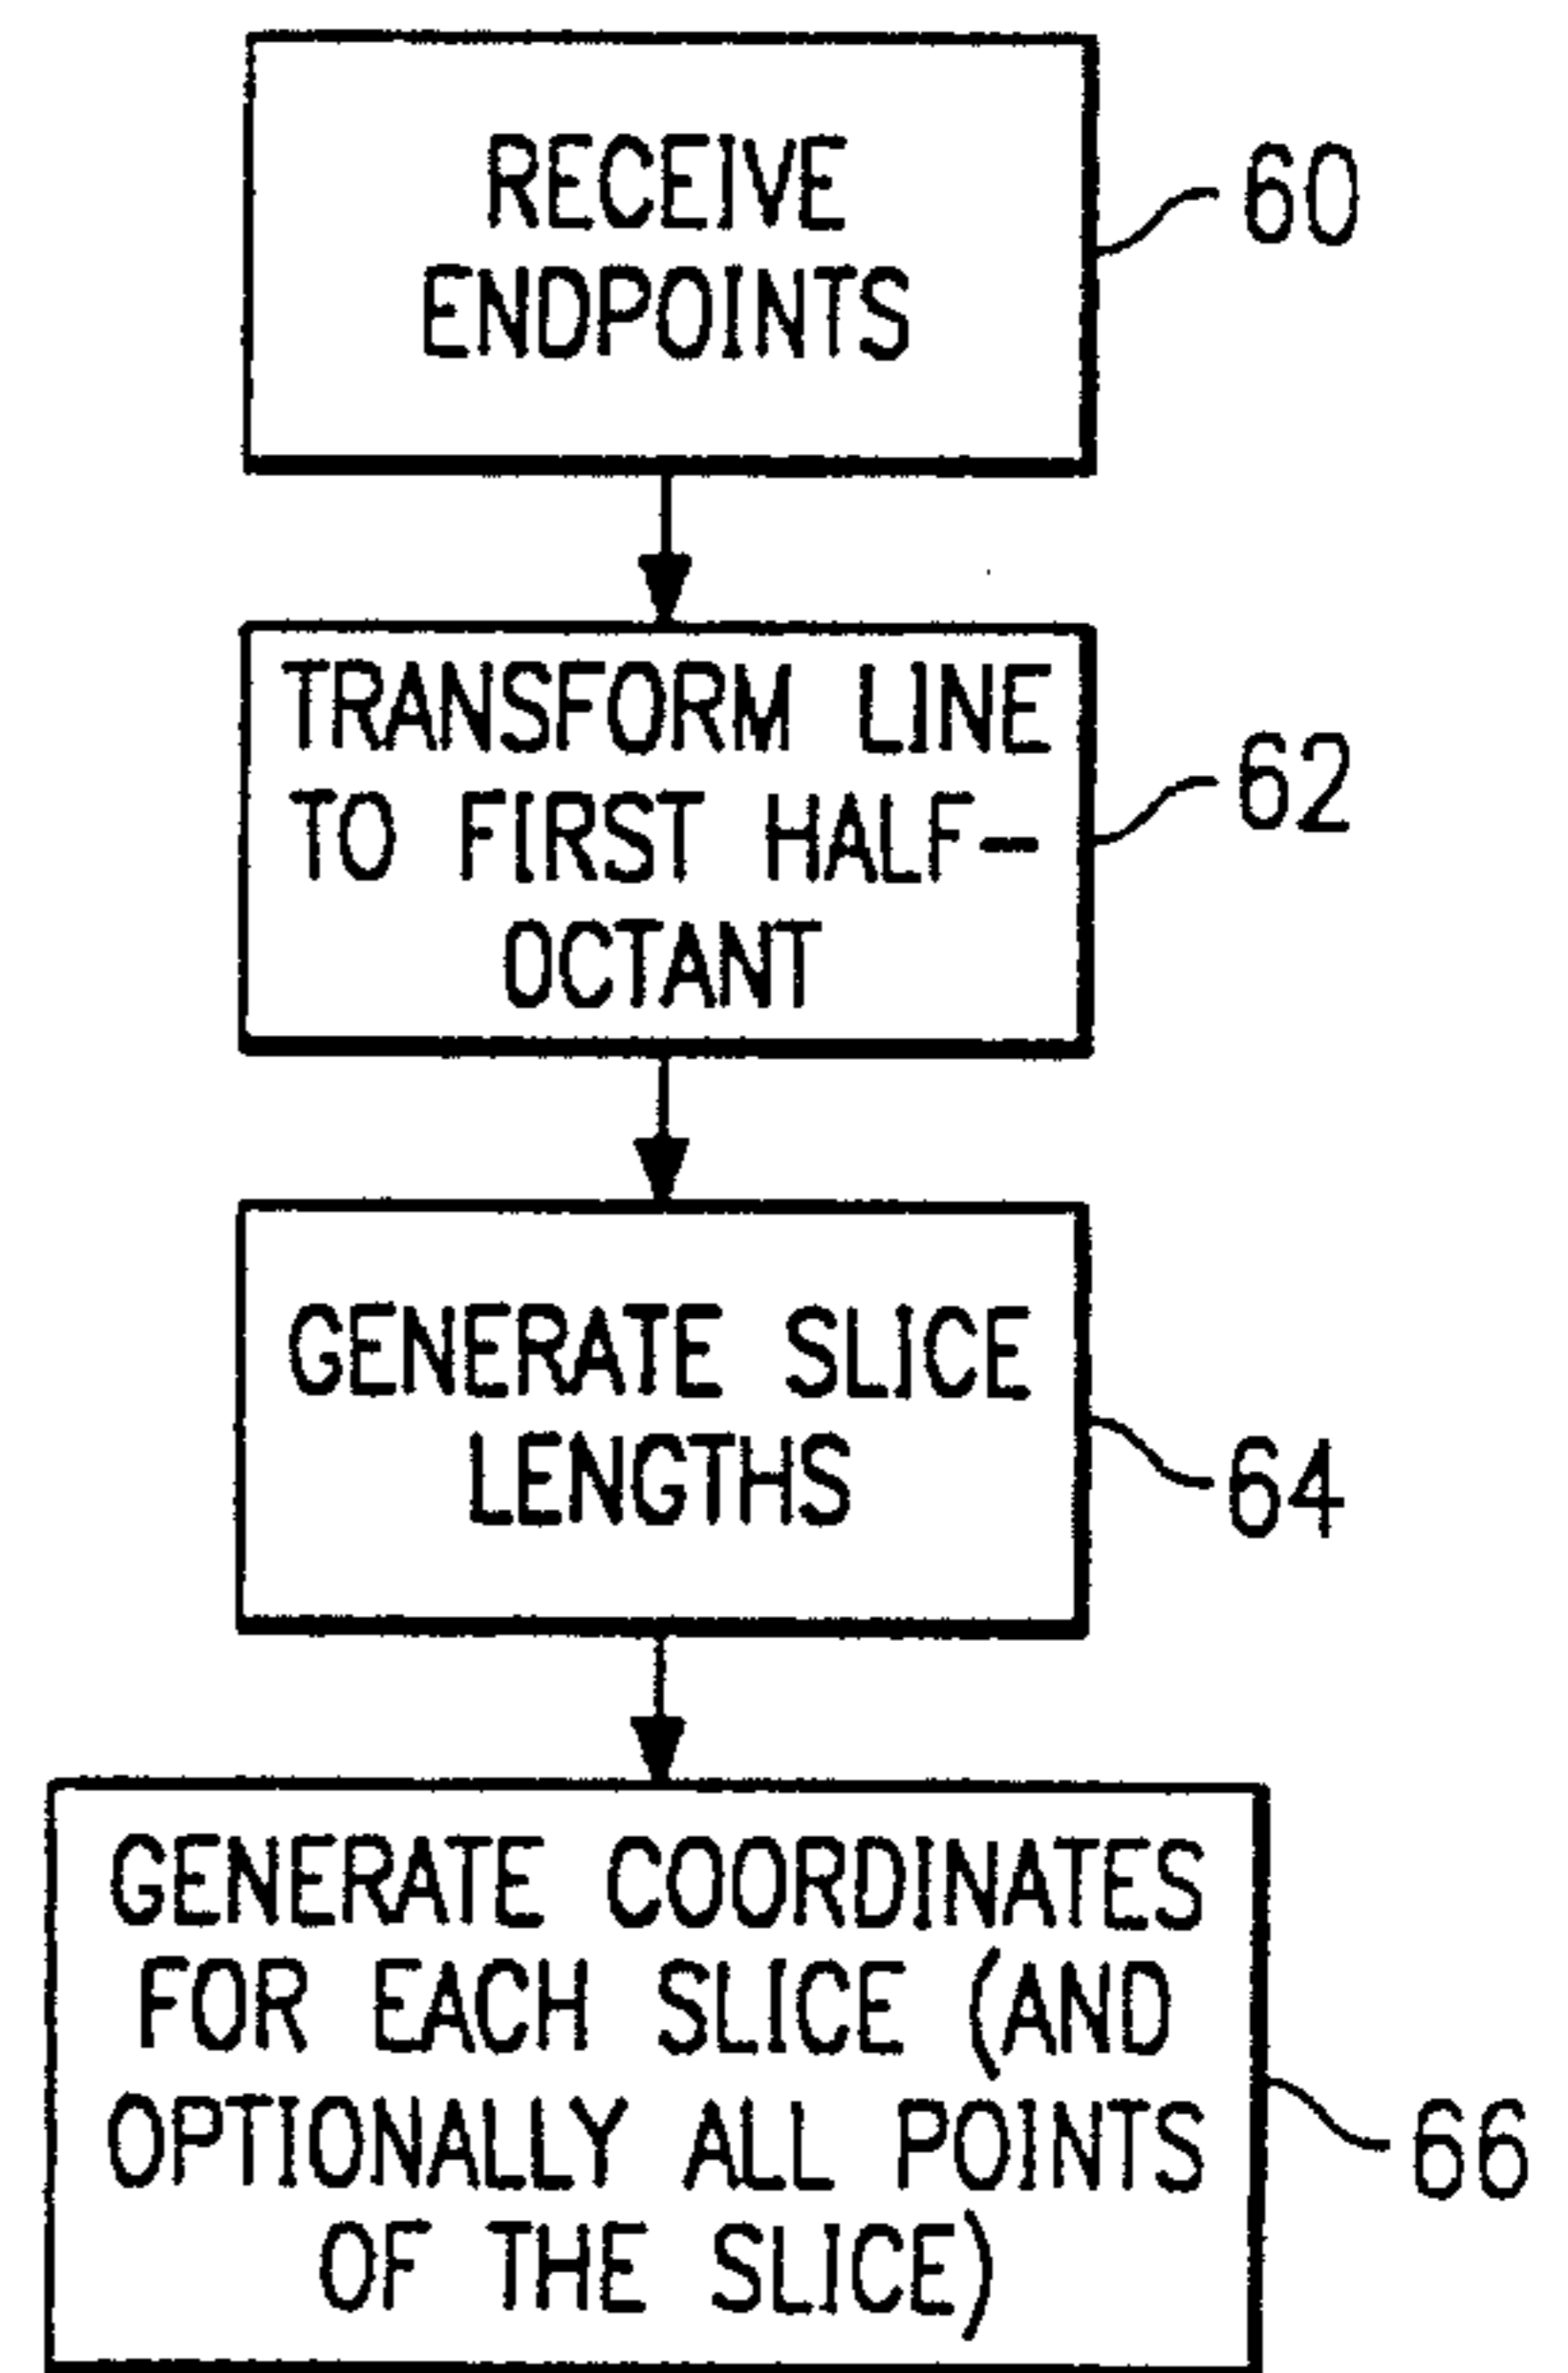 RECEIVE
ENDPOINTS
60
TRANSFORM LINE
TO FIRST HALF-
OCTANT
62
GENERATE SLICE
LENGTHS
64
GENERATE COORDINATES
FOR EACH SLICE (AND
OPTIONALLY ALL POINTS
OF THE SLICE)
66